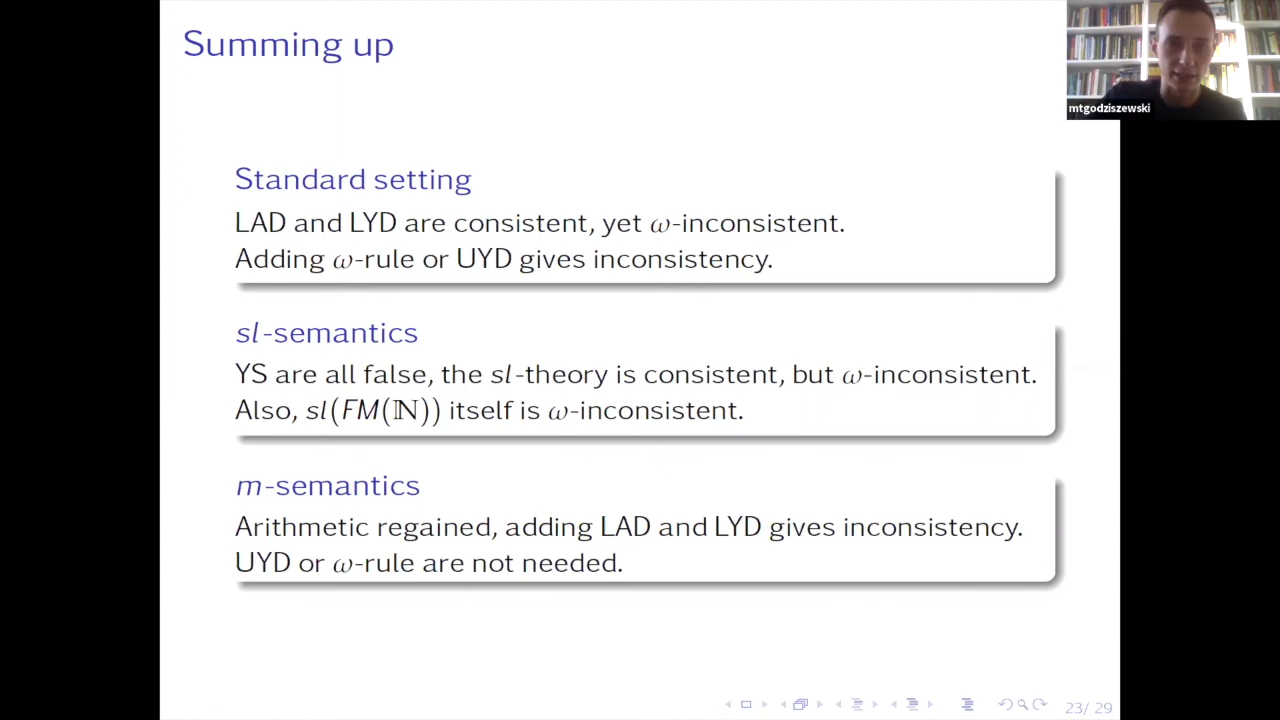 Summing up
mtgodziszewski
Standard setting
LAD and LYD are consistent, yet ω-inconsistent.
Adding ω-rule or UYD gives inconsistency.
sl-semantics
YS are all false, the sl-theory is consistent, but ω-inconsistent.
Also, sl(FM(ℕ)) itself is ω-inconsistent.
m-semantics
Arithmetic regained, adding LAD and LYD gives inconsistency.
UYD or ω-rule are not needed.
23/ 29